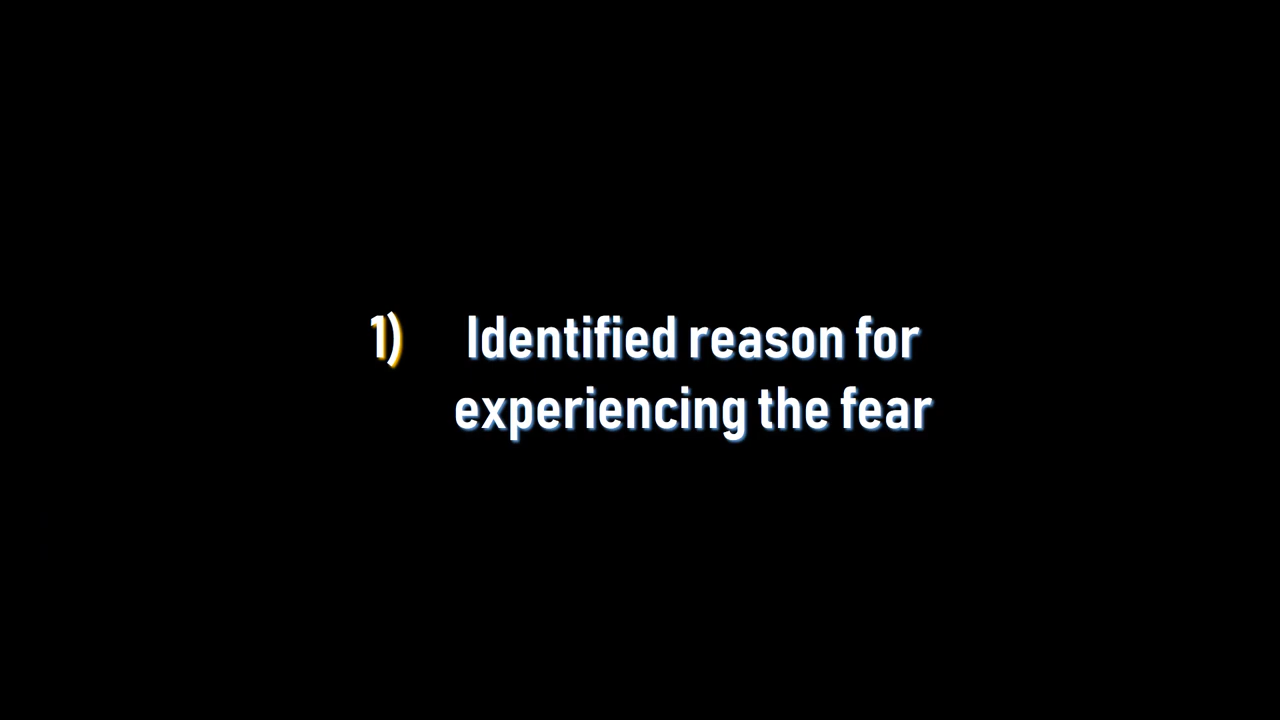 1) Identified reason for
experiencing the fear